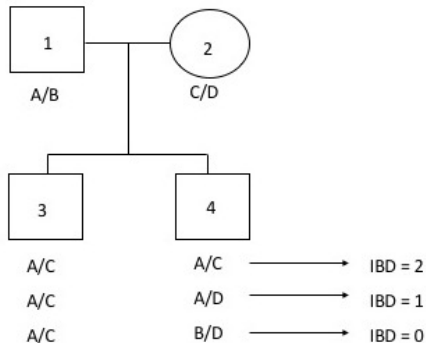 1
2
A/B
C/D
3
4
A/C A/C IBD = 2
A/C A/D IBD = 1
A/C B/D IBD = 0